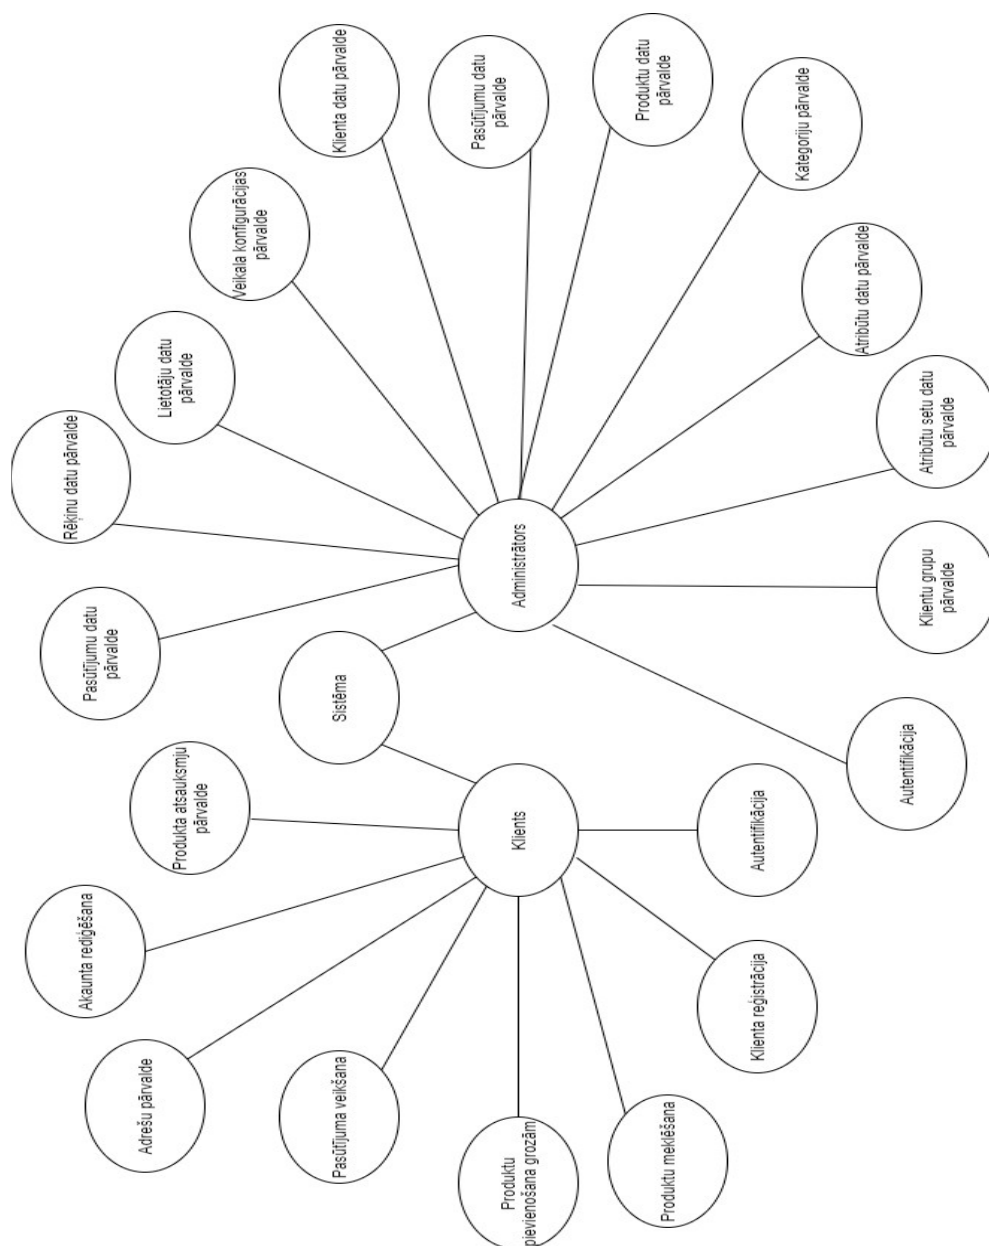 Pasūtījumu datu
pārvalde
Rēķinu datu pārvalde
Lietotāju datu
pārvalde
Veikala konfigurācijas
pārvalde
Klienta datu pārvalde
Pasūtījumu datu
pārvalde
Produktu datu
pārvalde
Kategoriju pārvalde
Atribūtu datu pārvalde
Atribūtu setu datu
pārvalde
Klientu grupu
pārvalde
Autentifikācija
Administrātors
Sistēma
Klients
Produkta atsauksmju
pārvalde
Akaunta rediģēšana
Adrešu pārvalde
Pasūtījuma veikšana
Produktu
pievienošana grozām
Produktu meklēšana
Klienta reģistrācija
Autentifikācija